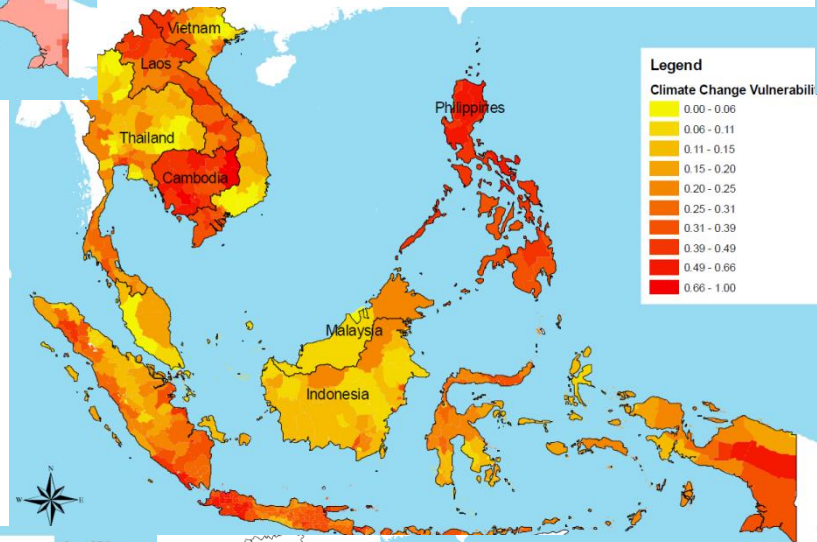 Vietnam
Laos
Thailand
Cambodia
Philippines
Malaysia
Indonesia
Legend
Climate Change Vulnerabili
0.00 - 0.06
0.06 - 0.11
0.11 - 0.15
0.15 - 0.20
0.20 - 0.25
0.25 - 0.31
0.31 - 0.39
0.39 - 0.49
0.49 - 0.66
0.66 - 1.00
N
W
E
S